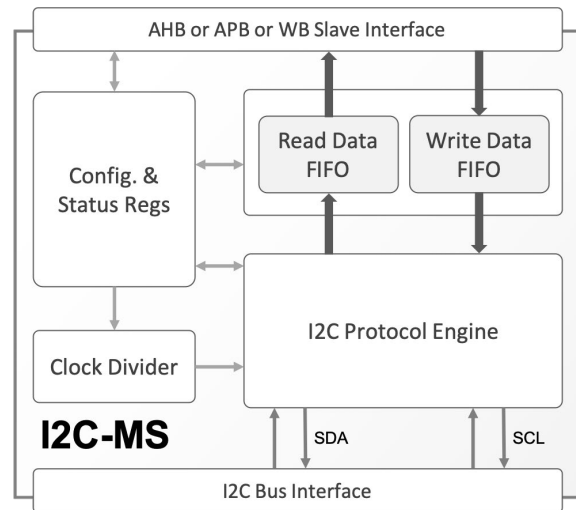 AHB or APB or WB Slave Interface
Config. &
Status Regs
Read Data
FIFO
Write Data
FIFO
I2C Protocol Engine
Clock Divider
I2C-MS
SDA
SCL
I2C Bus Interface